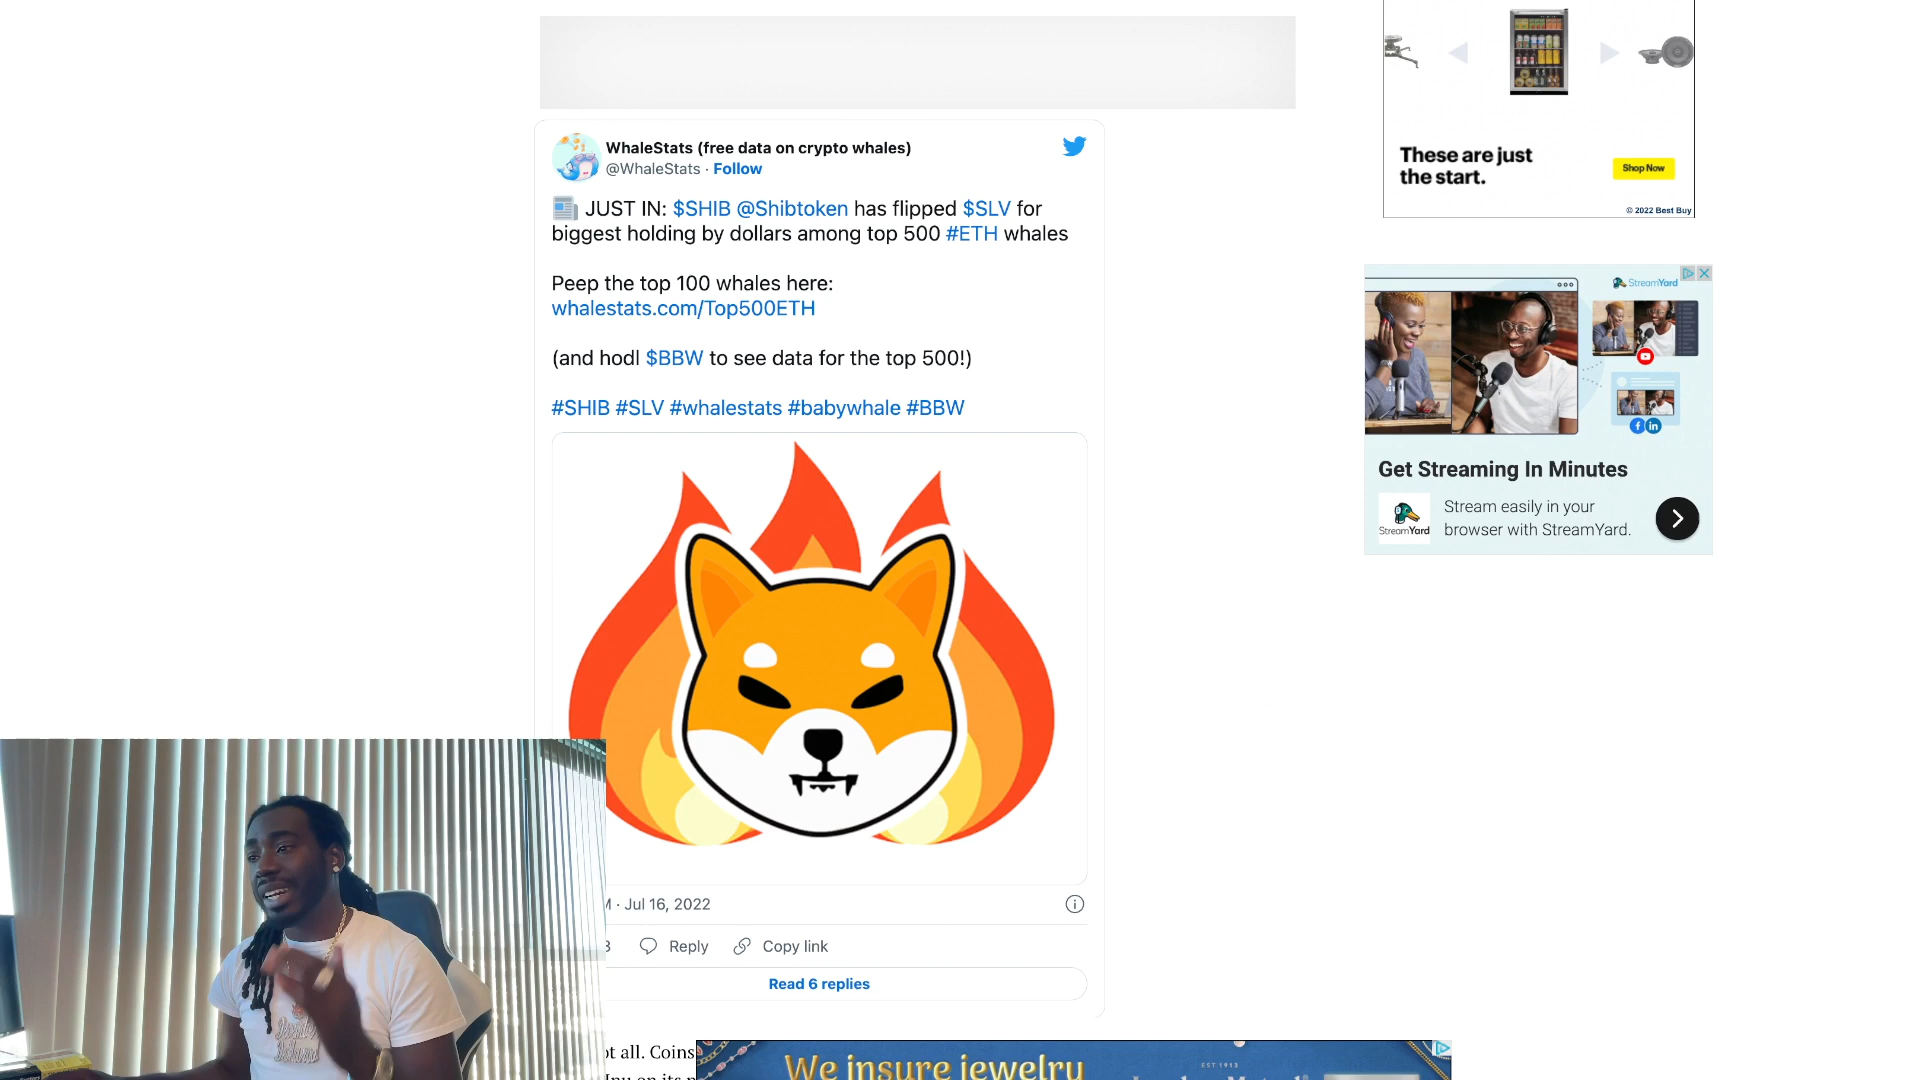 WhaleStats (free data on crypto whales)
@WhaleStats · Follow
JUST IN: $SHIB @Shibtoken has flipped $SLV for
biggest holding by dollars among top 500 #ETH whales
Peep the top 100 whales here:
whalestats.com/Top500ETH
(and hodl $BBW to see data for the top 500!)
#SHIB #SLV #whalestats #babywhale #BBW
· Jul 16, 2022
Reply
Copy link
Read 6 replies
all. Coins
We insure jewelry
EST 1913
These are just
the start.
Shop Now
© 2022 Best Buy
StreamYard
Get Streaming In Minutes
StreamYard
Stream easily in your
browser with StreamYard.